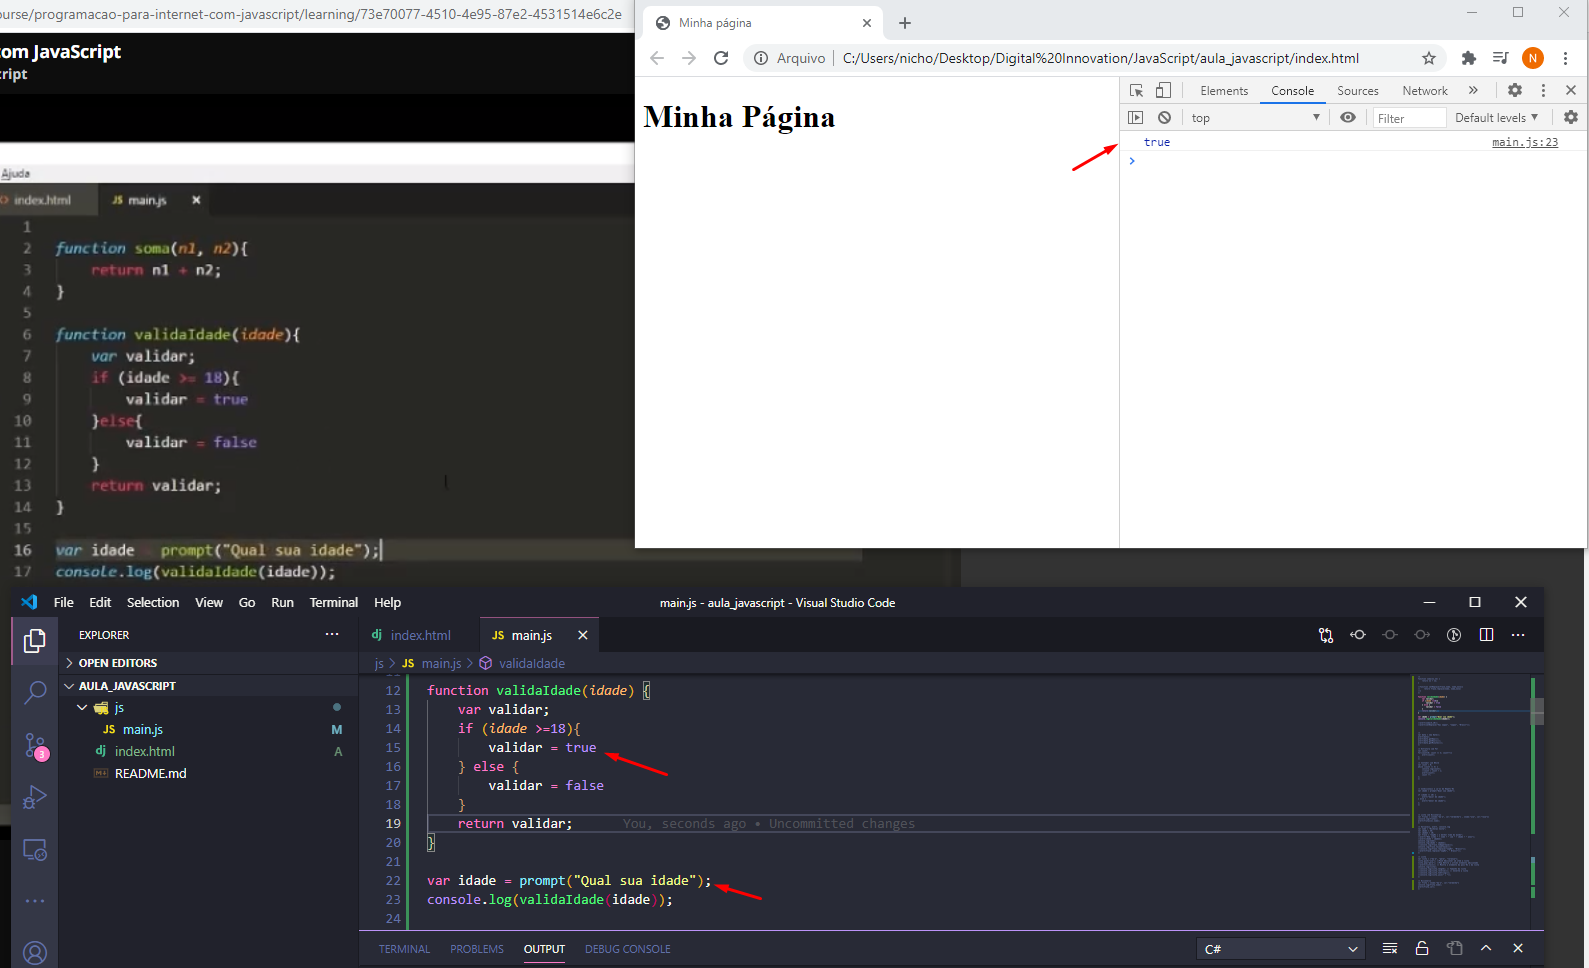 ourse/programacao-para-internet-com-javascript/learning/73e70077-4510-4e95-87e2-4531514e6c2e
om JavaScript
cript
Ajuda
index.html
JS main.js
1
2 function soma(n1, n2){
3 return n1 + n2;
4 }
5
6 function validaIdade(idade){
7 var validar;
8 if (idade >= 18){
9 validar = true
10 }else{
11 validar = false
12 }
13 return validar;
14 }
15
16 var idade prompt("Qual sua idade");
17 console.log(validaIdade(idade));
Minha página
Arquivo C:/Users/nicho/Desktop/Digital%20Innovation/JavaScript/aula_javascript/index.html
N
Minha Página
Elements Console Sources Network
top Filter Default levels
true main.js:23
File Edit Selection View Go Run Terminal Help
main.js - aula_javascript - Visual Studio Code
EXPLORER
OPEN EDITORS
AULA_JAVASCRIPT
js
JS main.js M
dj index.html A
README.md
3
dj index.html
JS main.js
js > JS main.js > validaIdade
12 function validaIdade(idade) {
13 var validar;
14 if (idade >=18){
15 validar = true
16 } else {
17 validar = false
18 }
19 return validar; You, seconds ago • Uncommitted changes
20 }
21
22 var idade = prompt("Qual sua idade");
23 console.log(validaIdade(idade));
24
TERMINAL PROBLEMS OUTPUT DEBUG CONSOLE
C#